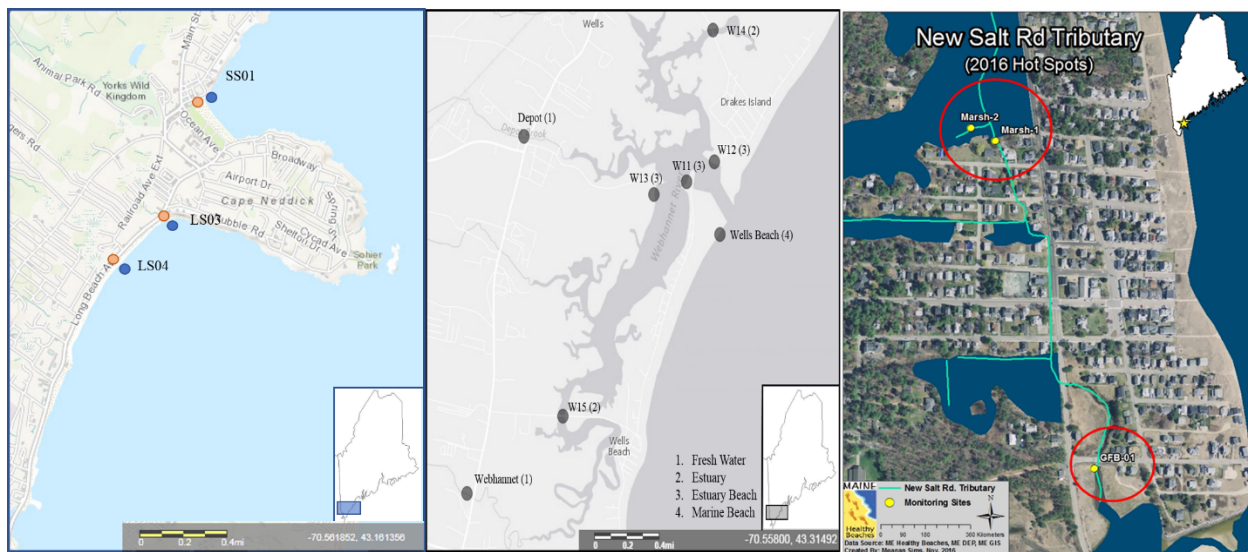 Main St
SS01
Animal Park Rd
Yorks Wild
Kingdom
Ocean Ave
Broadway
Railroad Ave Ext
Airport Dr
Cape Neddick
Spring St
LS03
Shelton Dr
Cycad Ave
Sohier
Park
LS04
Long Beach Ave
0
0.2
0.4mi
-70.561852, 43.161356
Wells
W14 (2)
Drakes Island
Depot (1)
W12 (3)
W11 (3)
W13 (3)
Webhannet River
Wells Beach (4)
W15 (2)
Wells
Beach
Webhannet (1)
1. Fresh Water
2. Estuary
3. Estuary Beach
4. Marine Beach
0
0.2
0.4mi
-70.55800, 43.31492
New Salt Rd Tributary
(2016 Hot Spots)
Marsh-2
Marsh-1
GFB-01
MAINE
Healthy
Beaches
New Salt Rd. Tributary
Monitoring Sites
N
Data Source: ME Healthy Beaches, ME DEP, ME GIS
Created By: Meagan Sims, Nov. 2016